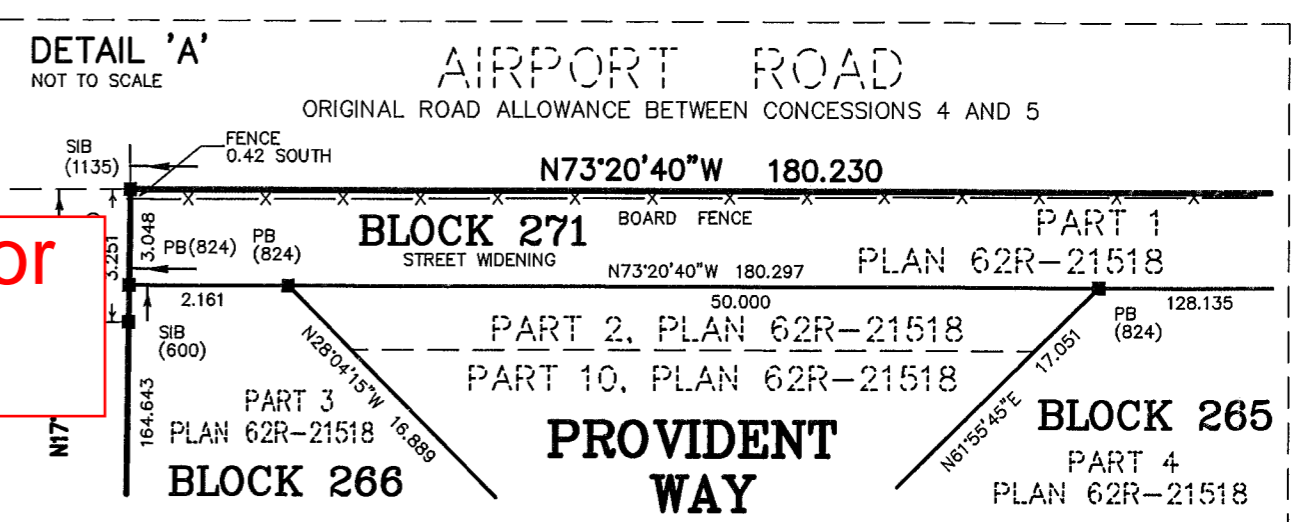 DETAIL 'A'
NOT TO SCALE
AIRPORT ROAD
ORIGINAL ROAD ALLOWANCE BETWEEN CONCESSIONS 4 AND 5
SIB
(1135)
FENCE
0.42 SOUTH
N73°20'40"W 180.230
or
3.251
3.048
PB(824)
PB
(824)
BLOCK 271
STREET WIDENING
BOARD FENCE
PART 1
PLAN 62R-21518
N73°20'40"W 180.297
2.161
50.000
128.135
PB
(824)
SIB
(600)
PART 2, PLAN 62R-21518
PART 10, PLAN 62R-21518
N28°04'15"W 16.889
N61°55'45"E 17.051
N17°
164.643
PART 3
PLAN 62R-21518
BLOCK 266
PROVIDENT
WAY
BLOCK 265
PART 4
PLAN 62R-21518